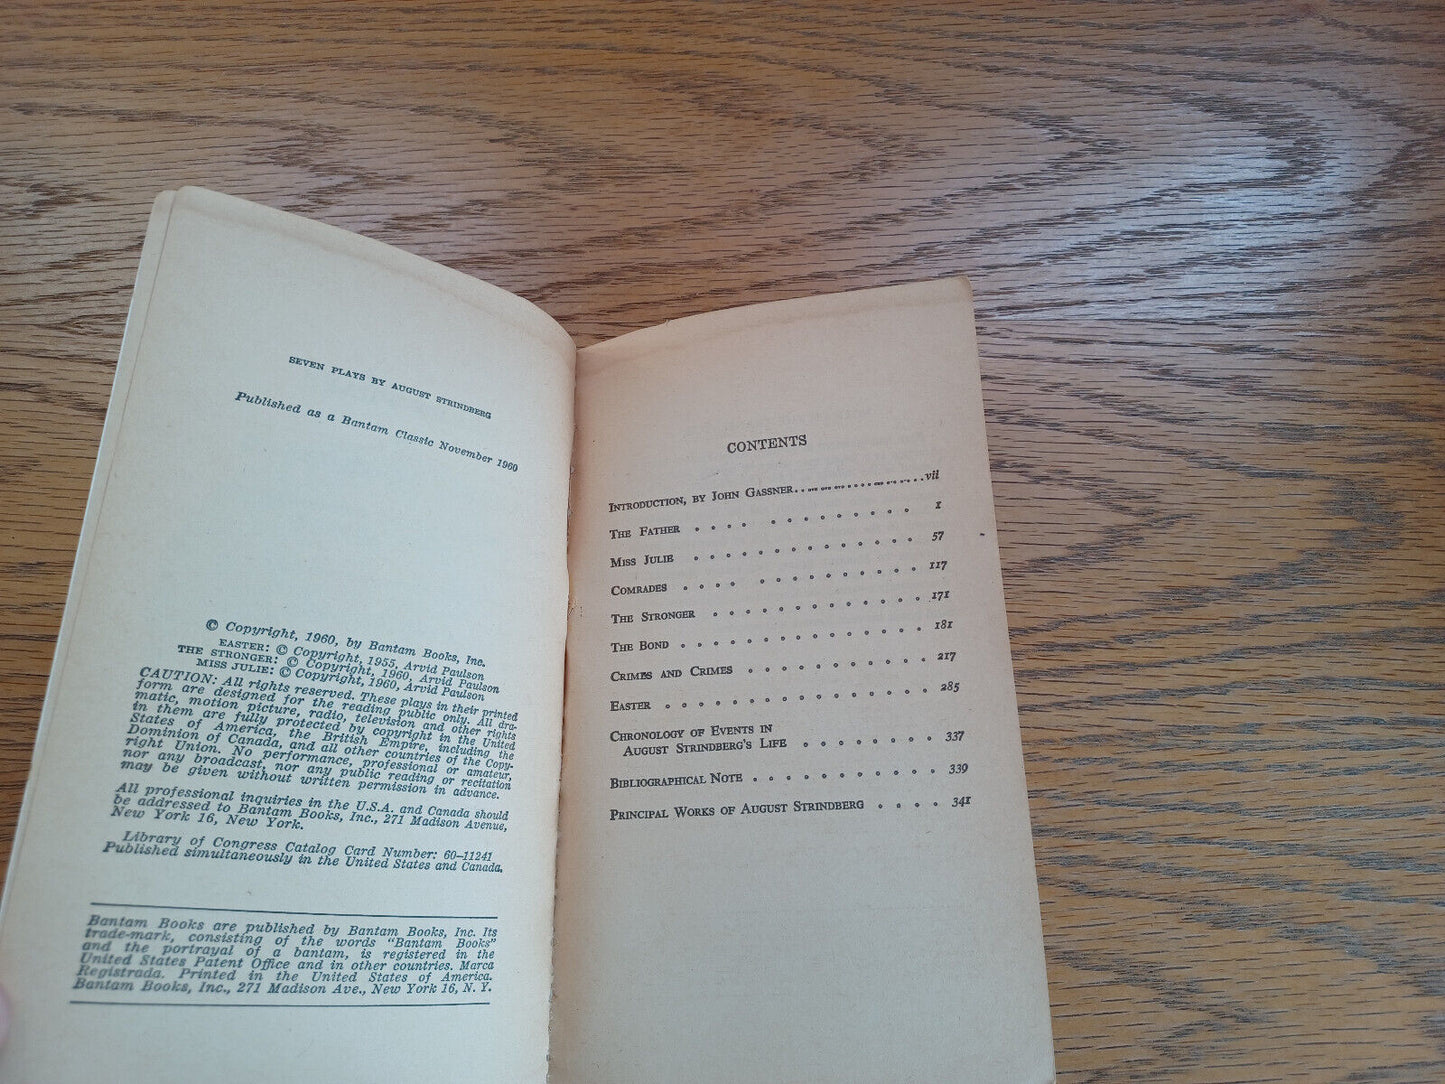 SEVEN PLAYS BY AUGUST STRINDBERG
Published as a Bantam Classic November 1960
© Copyright, 1960, by Bantam Books, Inc.
EASTER: © Copyright, 1955, Arvid Paulson
THE STRONGER: © Copyright, 1960, Arvid Paulson
MISS JULIE: © Copyright, 1960, Arvid Paulson
CAUTION: All rights reserved. These plays in their printed
form are designed for the reading public only. All dra-
matic, motion picture, radio, television and other rights
in them are fully protected by copyright in the United
States of America, the British Empire, including the
Dominion of Canada, and all other countries of the Copy-
right Union. No performance, professional or amateur,
nor any broadcast, nor any public reading or recitation
may be given without written permission in advance.
All professional inquiries in the U.S.A. and Canada should
be addressed to Bantam Books, Inc., 271 Madison Avenue,
New York 16, New York.
Library of Congress Catalog Card Number: 60-11241
Published simultaneously in the United States and Canada.
Bantam Books are published by Bantam Books, Inc. Its
trade-mark, consisting of the words "Bantam Books"
and the portrayal of a bantam, is registered in the
United States Patent Office and in other countries. Marca
Registrada. Printed in the United States of America.
Bantam Books, Inc., 271 Madison Ave., New York 16, N. Y.
CONTENTS
INTRODUCTION, BY JOHN GASSNER vii
THE FATHER 1
MISS JULIE 57
COMRADES 117
THE STRONGER 171
THE BOND 181
CRIMES AND CRIMES 217
EASTER 285
CHRONOLOGY OF EVENTS IN
AUGUST STRINDBERG'S LIFE 337
BIBLIOGRAPHICAL NOTE 339
PRINCIPAL WORKS OF AUGUST STRINDBERG 341